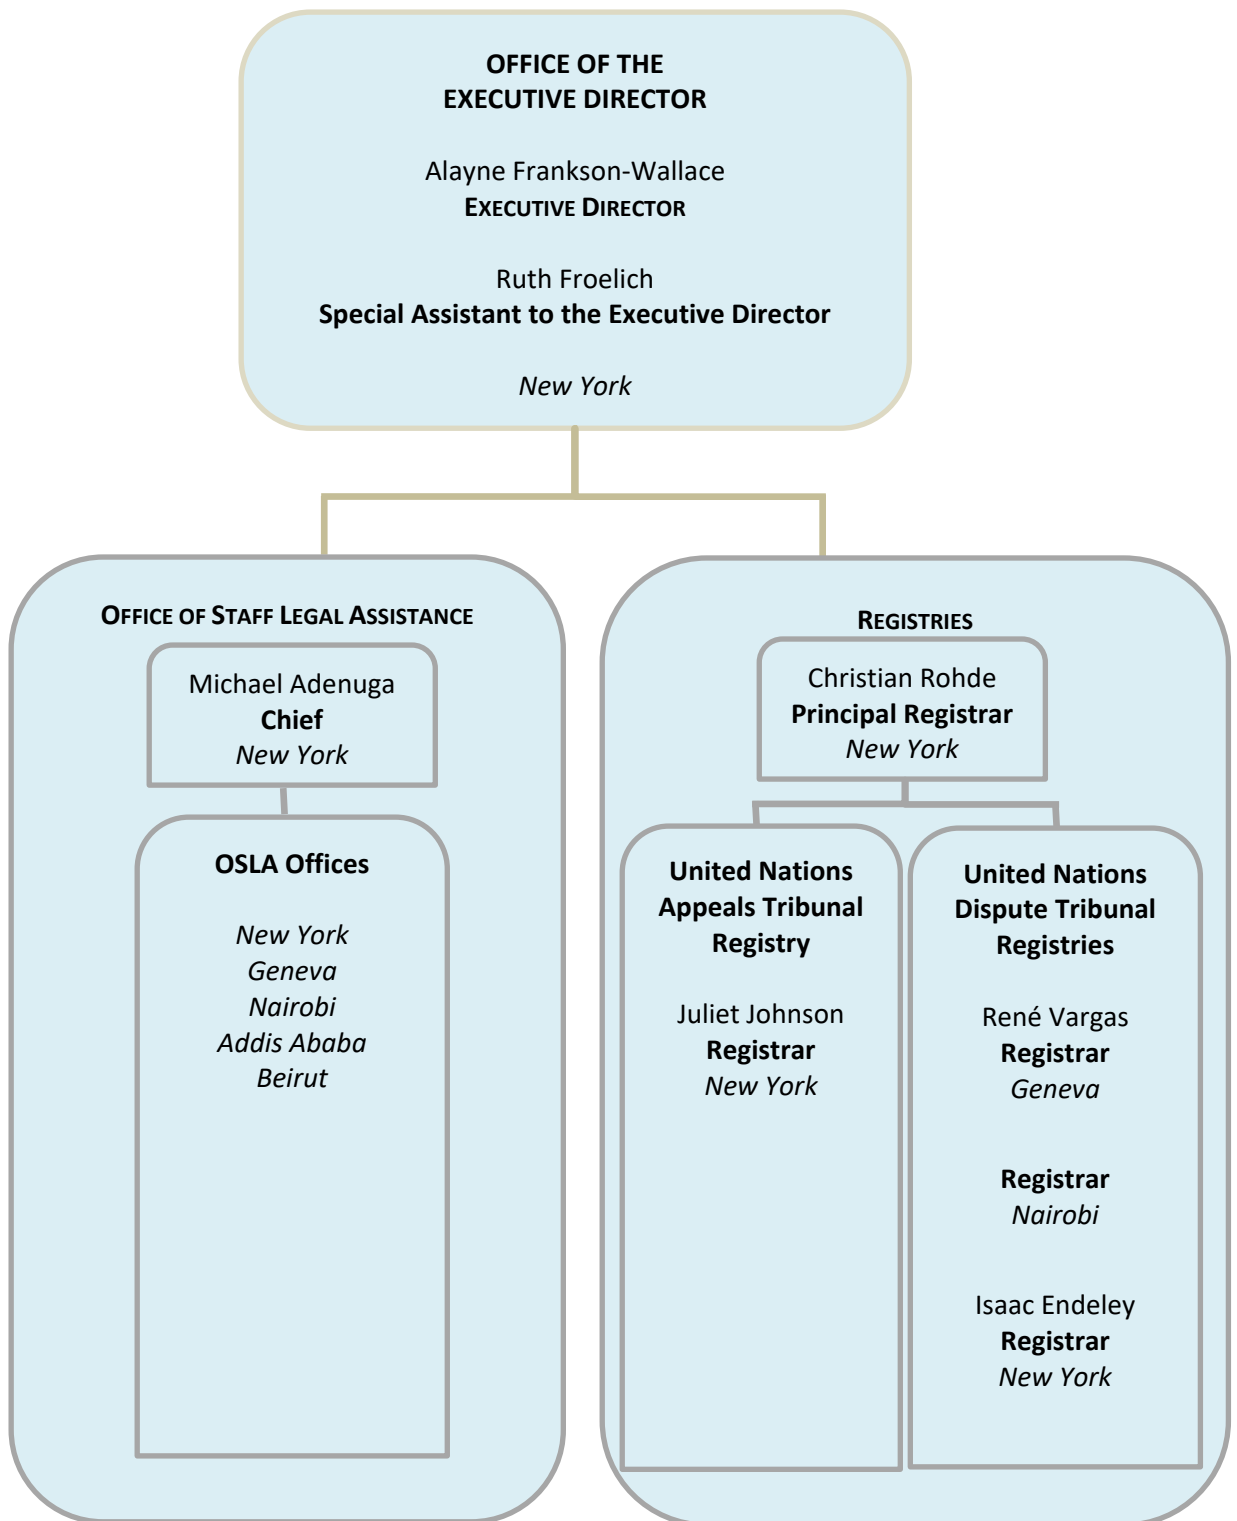 OFFICE OF THE
EXECUTIVE DIRECTOR
Alayne Frankson-Wallace
EXECUTIVE DIRECTOR
Ruth Froelich
Special Assistant to the Executive Director
New York
OFFICE OF STAFF LEGAL ASSISTANCE
Michael Adenuga
Chief
New York
OSLA Offices
New York
Geneva
Nairobi
Addis Ababa
Beirut
REGISTRIES
Christian Rohde
Principal Registrar
New York
United Nations
Appeals Tribunal
Registry
Juliet Johnson
Registrar
New York
United Nations
Dispute Tribunal
Registries
René Vargas
Registrar
Geneva
Registrar
Nairobi
Isaac Endeley
Registrar
New York